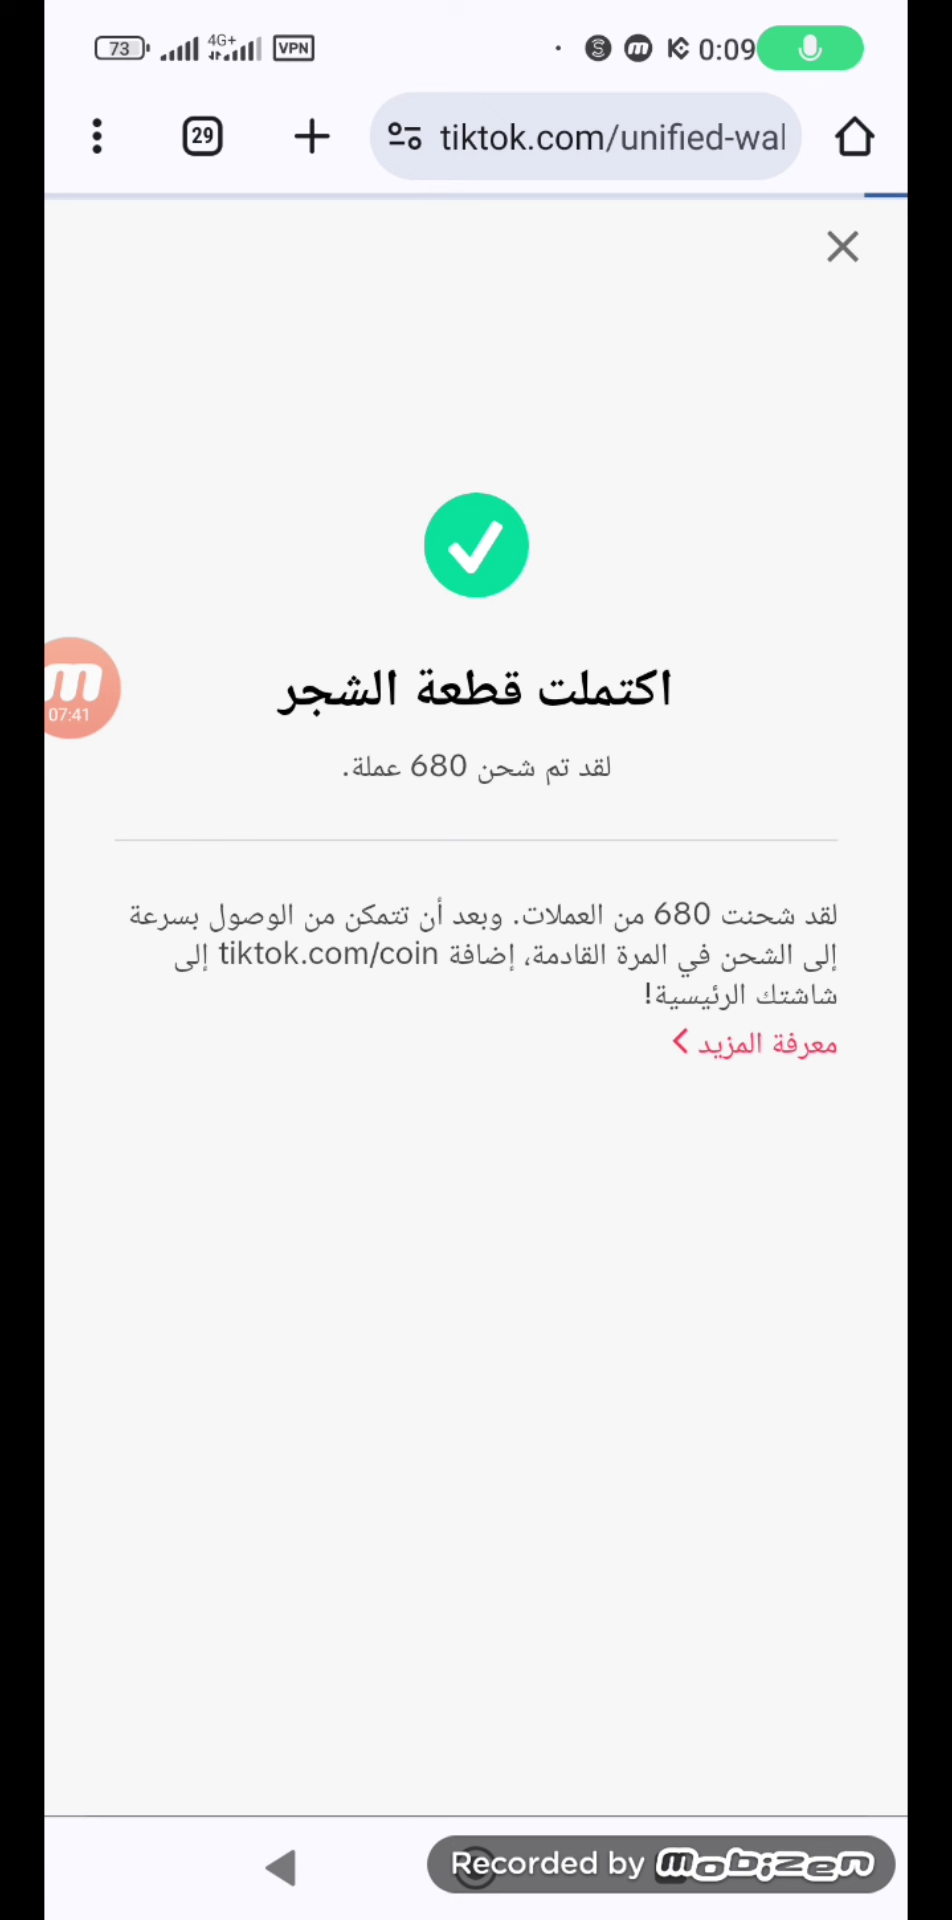 73
4G+
VPN
0:09
29
tiktok.com/unified-wal
اكتملت قطعة الشجر
لقد تم شحن 680 عملة.
m
07:41
لقد شحنت 680 من العملات. وبعد أن تتمكن من الوصول بسرعة
إلى الشحن في المرة القادمة، إضافة tiktok.com/coin إلى
شاشتك الرئيسية!
معرفة المزيد
Recorded by mobizen